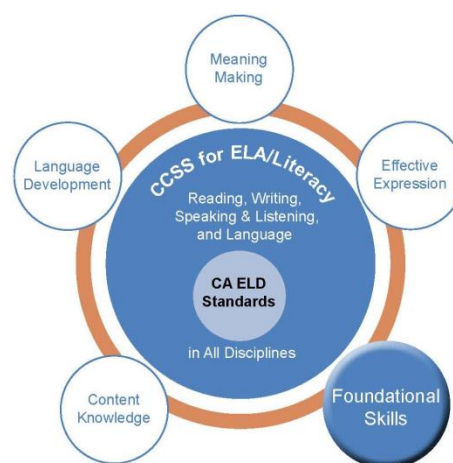 Meaning
Making
Language
Development
Effective
Expression
CCSS for ELA/Literacy
Reading, Writing,
Speaking & Listening,
and Language
CA ELD
Standards
in All Disciplines
Content
Knowledge
Foundational
Skills